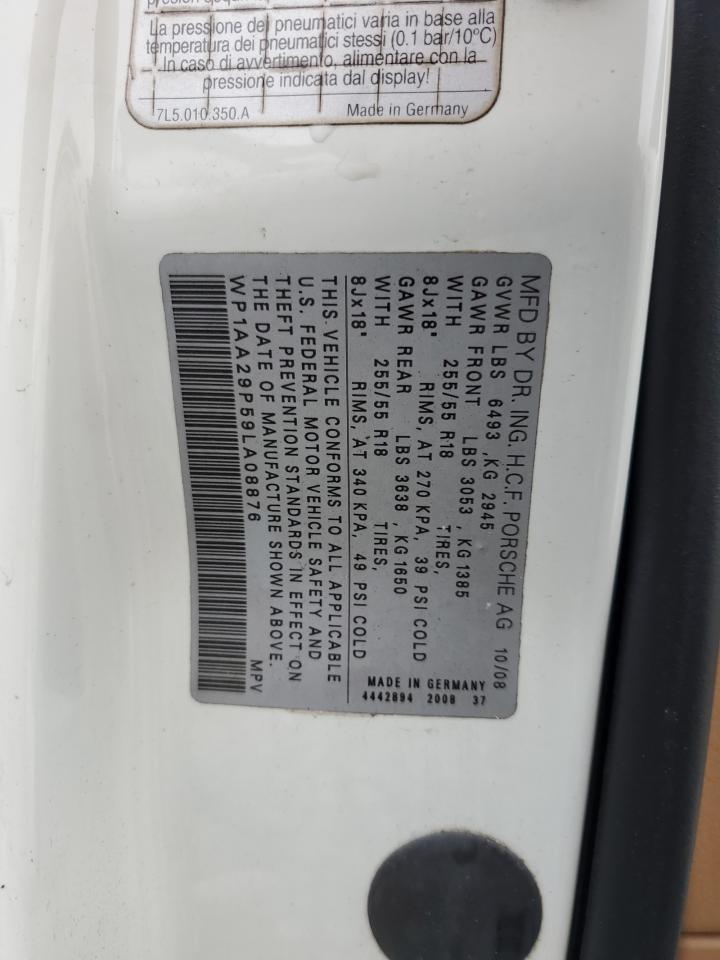 La pressione dei pneumatici varia in base alla
temperatura dei pneumatici stessi (0.1 bar/10°C)
In caso di avvertimento, alimentare con la
pressione indicata dal display!
7L5.010.350.A Made in Germany
MFD BY DR. ING. H.C.F. PORSCHE AG 10/08
GVWR LBS 6493 ,KG 2945
GAWR FRONT LBS 3053 , KG 1385
WITH 255/55 R18 TIRES,
8Jx18" RIMS, AT 270 KPA, 39 PSI COLD
GAWR REAR LBS 3638 , KG 1650
WITH 255/55 R18 TIRES,
8Jx18" RIMS, AT 340 KPA, 49 PSI COLD
THIS VEHICLE CONFORMS TO ALL APPLICABLE
U.S. FEDERAL MOTOR VEHICLE SAFETY AND
THEFT PREVENTION STANDARDS IN EFFECT ON
THE DATE OF MANUFACTURE SHOWN ABOVE.
WP1AA29P59LA08876 MPV
MADE IN GERMANY
4442894 2008 37